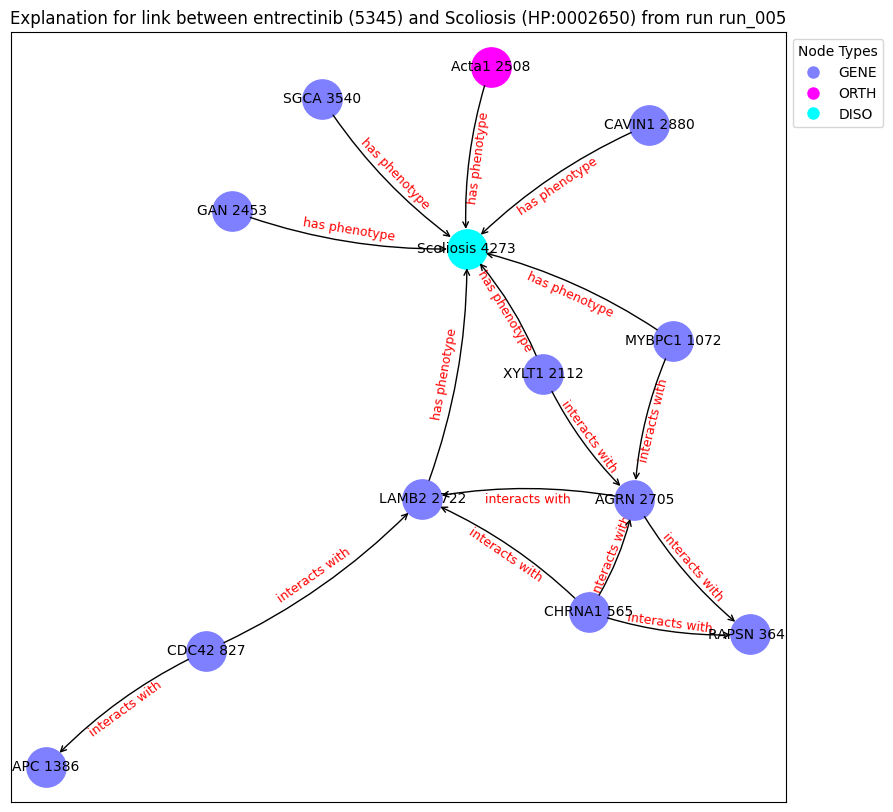 Explanation for link between entrectinib (5345) and Scoliosis (HP:0002650) from run run_005
Node Types
GENE
ORTH
DISO
Acta1 2508
SGCA 3540
CAVIN1 2880
has phenotype
has phenotype
has phenotype
GAN 2453
has phenotype
Scoliosis 4273
has phenotype
has phenotype
MYBPC1 1072
has phenotype
XYLT1 2112
interacts with
interacts with
LAMB2 2722
interacts with
AGRN 2705
interacts with
interacts with
interacts with
interacts with
CHRNA1 565
interacts with
RAPSN 364
CDC42 827
interacts with
APC 1386